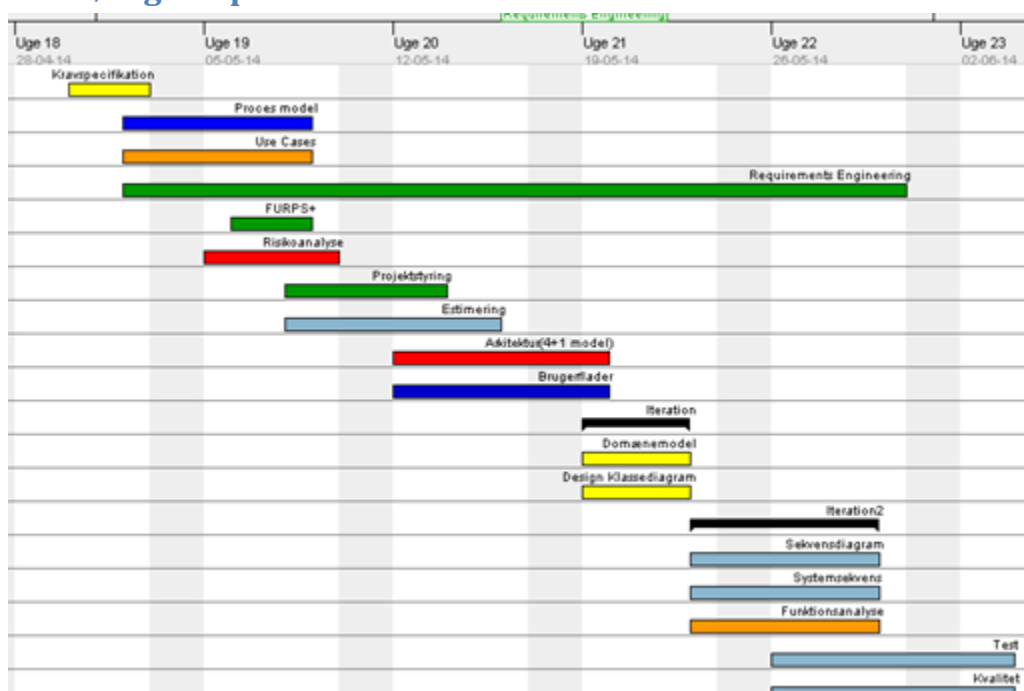 Requirements Engineering
Uge 18 Uge 19 Uge 20 Uge 21 Uge 22 Uge 23
28-04-14 05-05-14 12-05-14 19-05-14 26-05-14 02-06-14
Kravspecifikation
Proces model
Use Cases
Requirements Engineering
FURPS+
Risikoanalyse
Projektstyring
Estimering
Arkitektur(4+1 model)
Brugerflader
Iteration
Domænemodel
Design Klassediagram
Iteration2
Sekvensdiagram
Systemsekvens
Funktionsanalyse
Test
Kvalitet